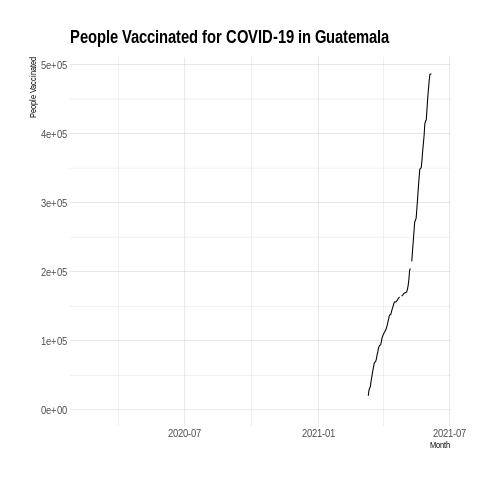 People Vaccinated for COVID-19 in Guatemala
People Vaccinated
5e+05
4e+05
3e+05
2e+05
1e+05
0e+00
2020-07
2021-01
2021-07
Month